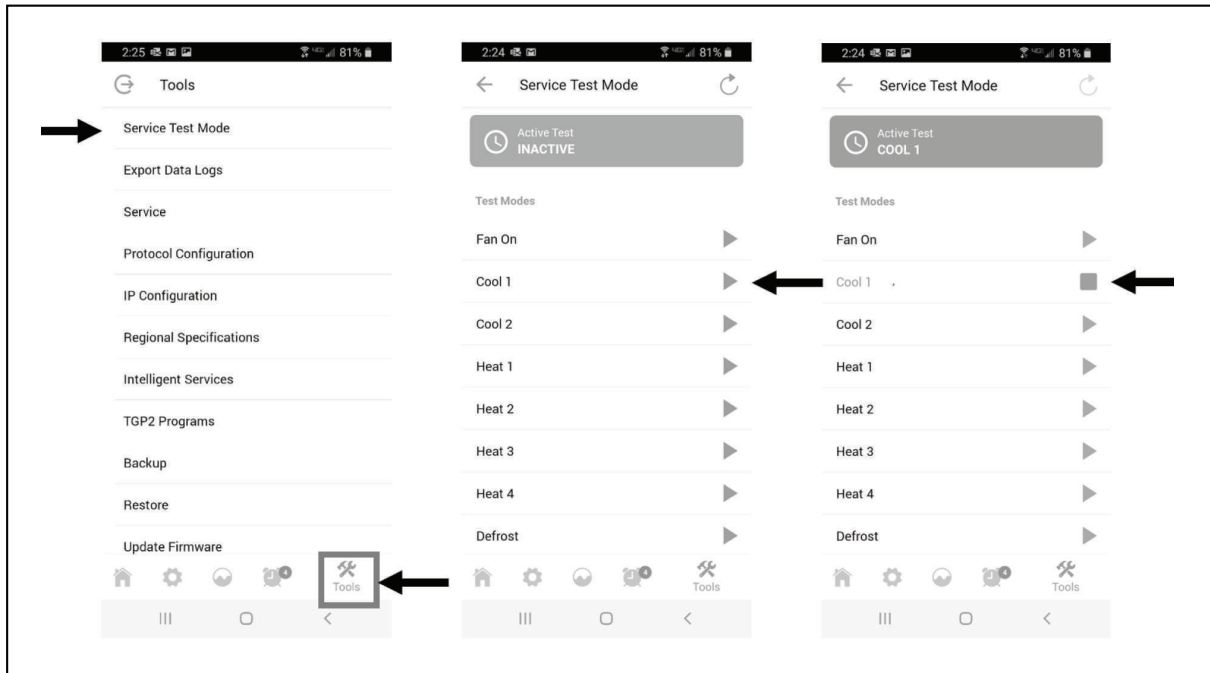 2:25 81%
Tools
Service Test Mode
Export Data Logs
Service
Protocol Configuration
IP Configuration
Regional Specifications
Intelligent Services
TGP2 Programs
Backup
Restore
Update Firmware
4
Tools
2:24 81%
Service Test Mode
Active Test
INACTIVE
Test Modes
Fan On
Cool 1
Cool 2
Heat 1
Heat 2
Heat 3
Heat 4
Defrost
4
Tools
2:24 81%
Service Test Mode
Active Test
COOL 1
Test Modes
Fan On
Cool 1
Cool 2
Heat 1
Heat 2
Heat 3
Heat 4
Defrost
4
Tools